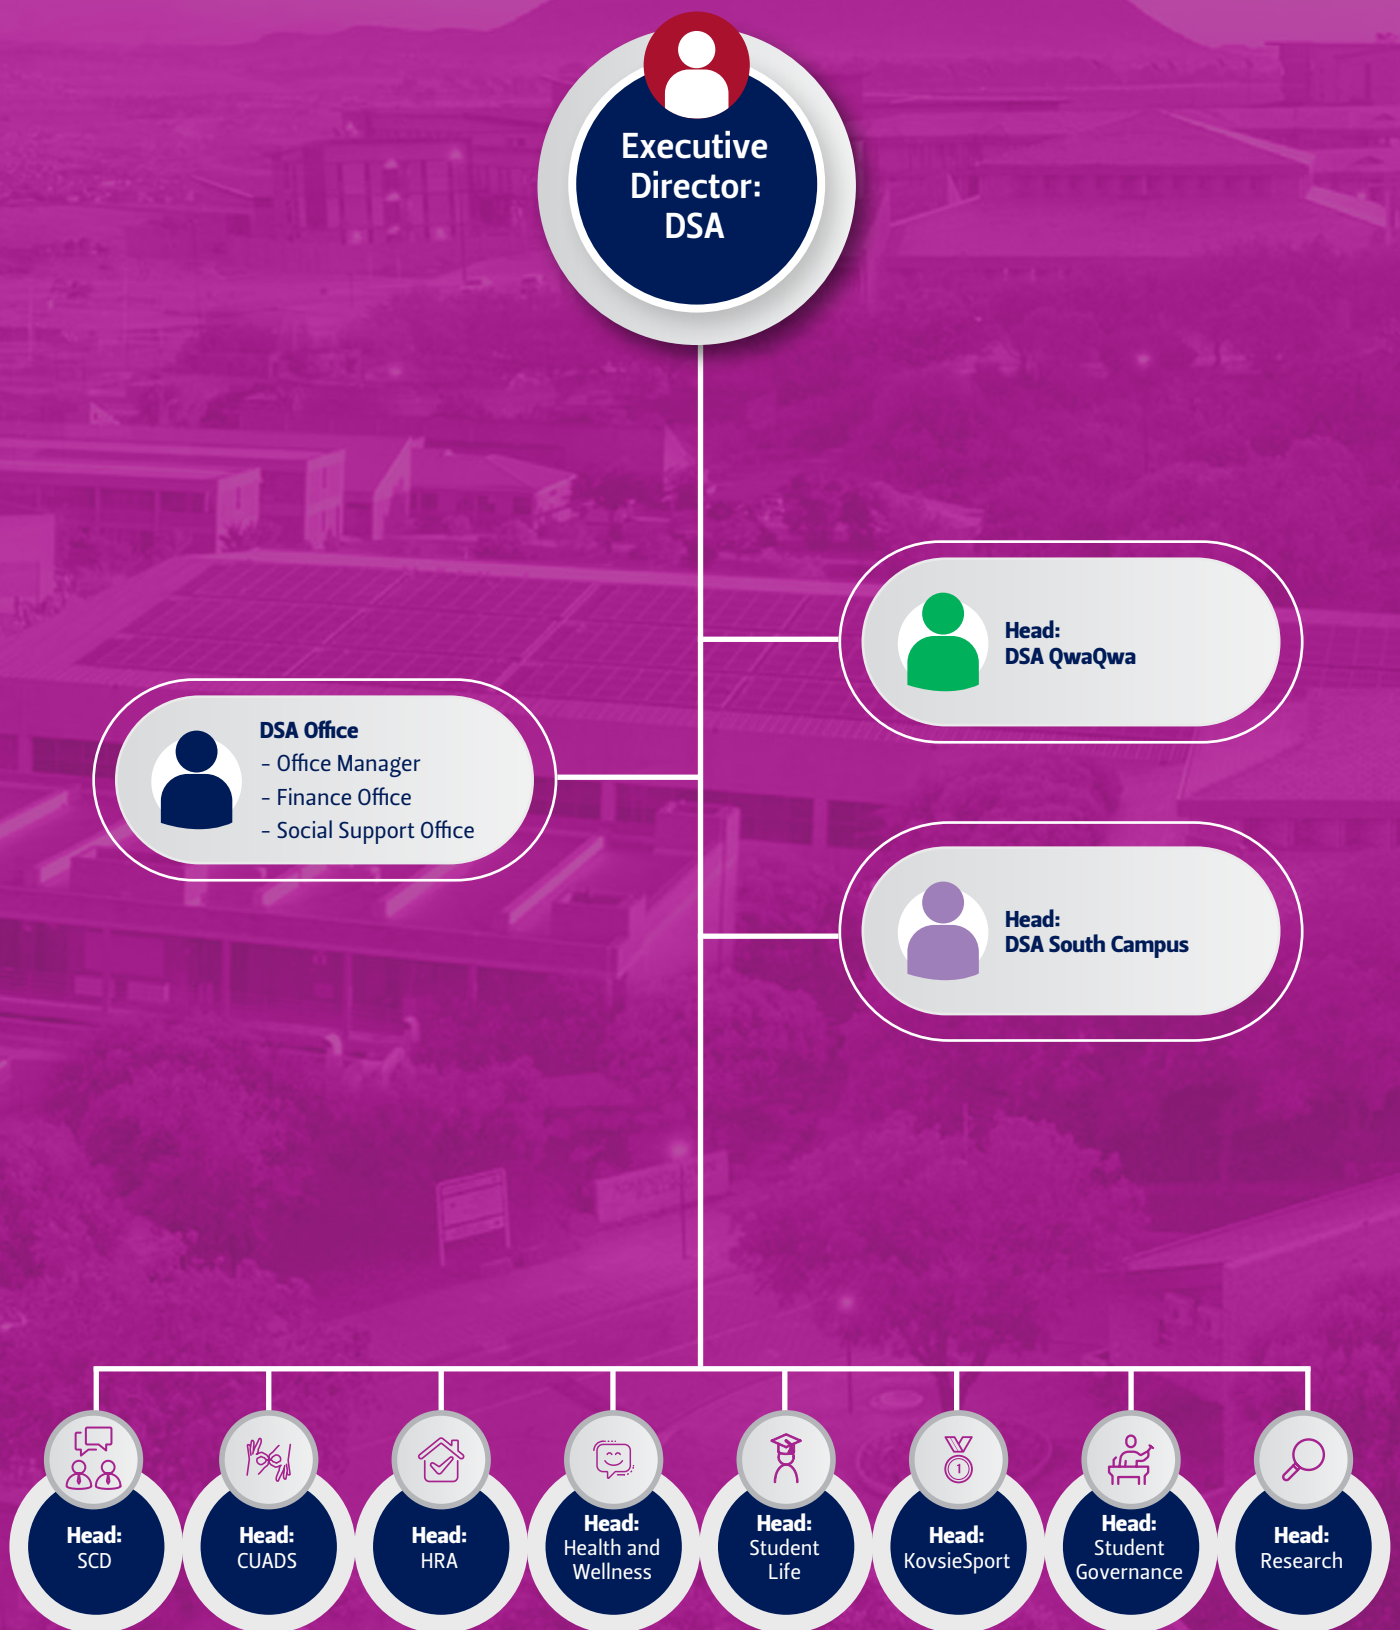 Executive
Director:
DSA
Head:
DSA QwaQwa
DSA Office
- Office Manager
- Finance Office
- Social Support Office
Head:
DSA South Campus
1
Head:
SCD
Head:
CUADS
Head:
HRA
Head:
Health and
Wellness
Head:
Student
Life
Head:
KovsieSport
Head:
Student
Governance
Head:
Research